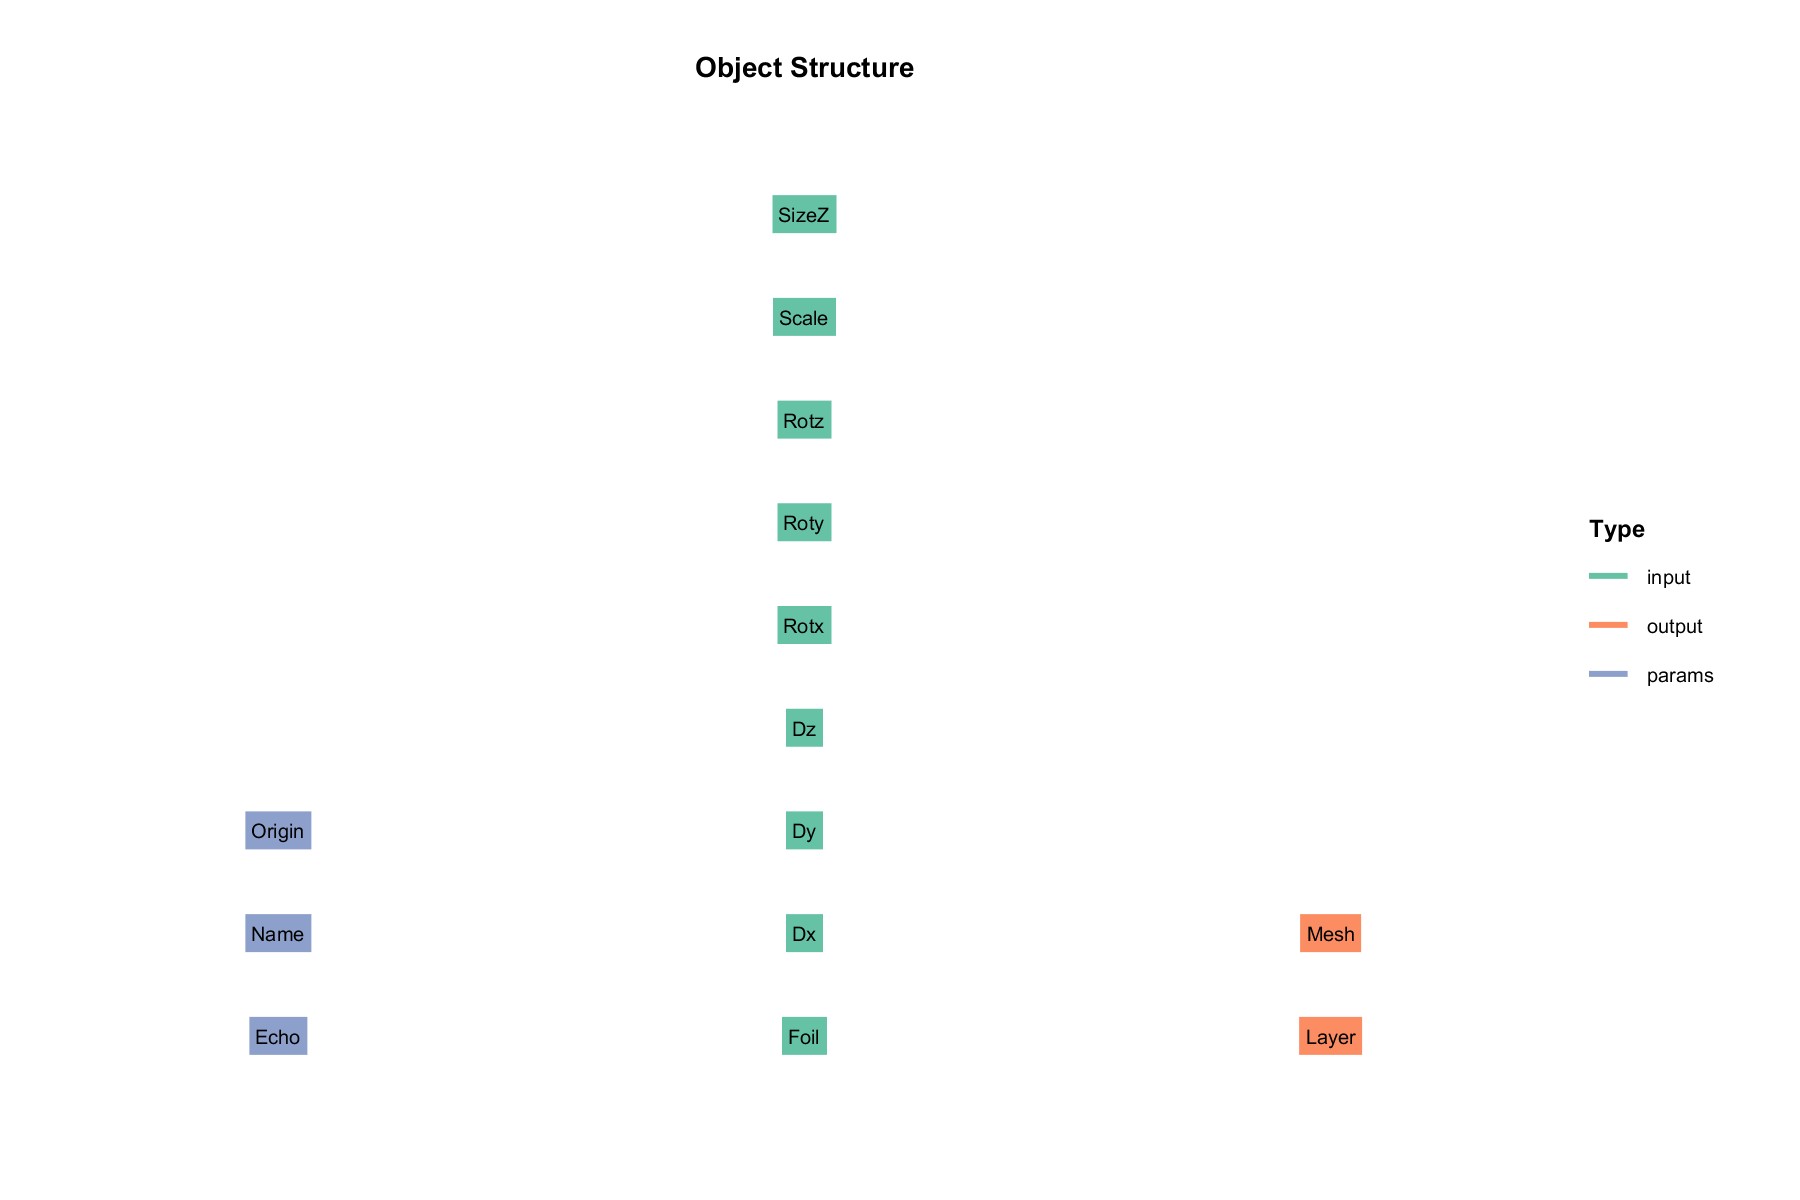 Object Structure
SizeZ
Scale
Rotz
Roty
Rotx
Dz
Dy
Dx
Foil
Origin
Name
Echo
Mesh
Layer
Type
input
output
params